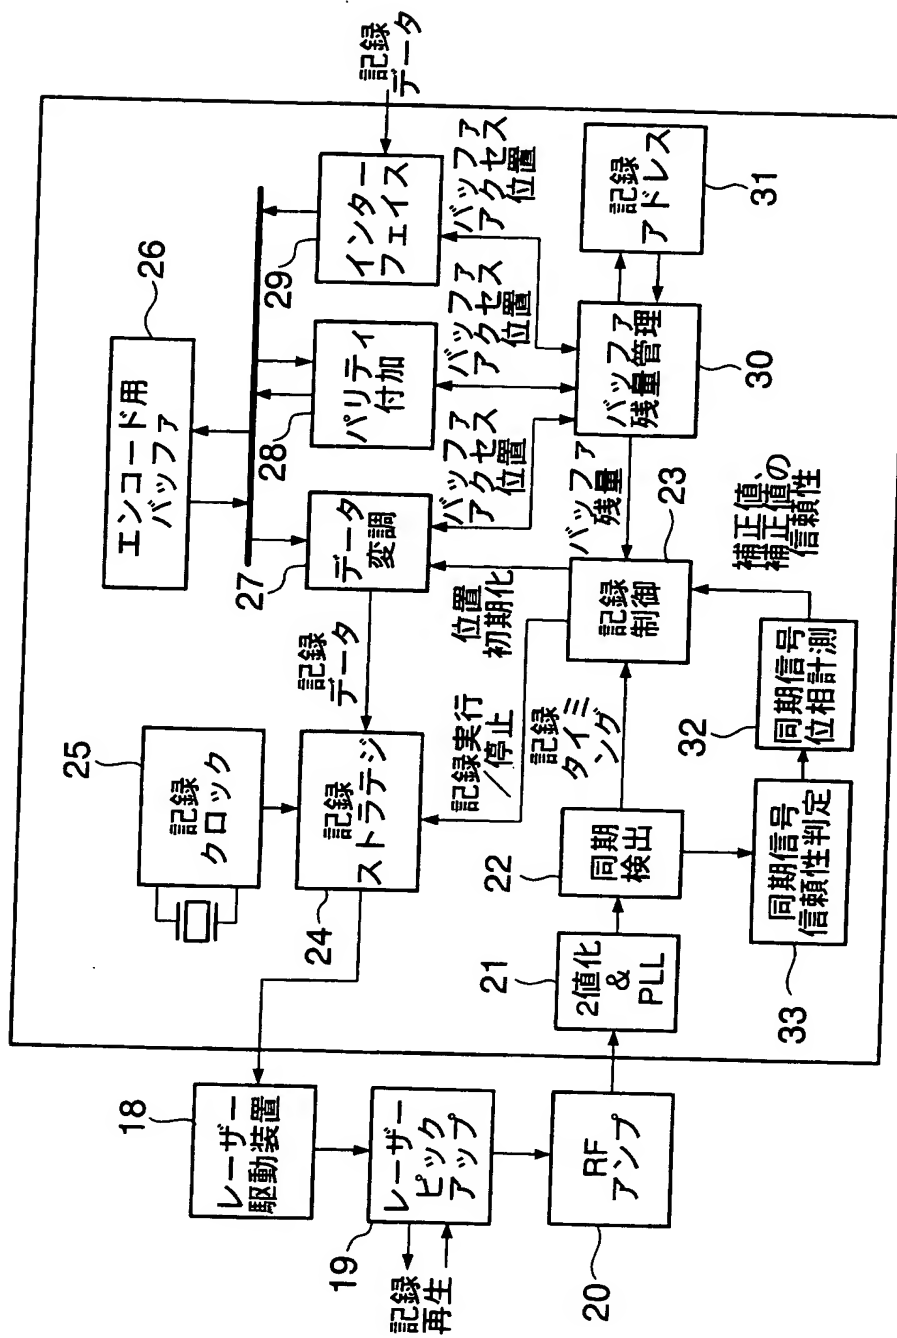 エンコード用
バッファ
26
記録
クロック
25
データ
変調
27
パリティ
付加
28
インター
フェイス
29
記録
データ
レーザー
駆動装置
18
記録
ストラテジ
24
記録
データ
位置
初期化
バッファ
アクセス
位置
バッファ
アクセス
位置
バッファ
アクセス
位置
レーザー
ピック
アップ
19
記録
再生
記録実行
/停止
記録
タイミ
ング
記録
制御
23
バッファ
残量
バッファ
残量管理
30
記録
アドレス
31
RF
アンプ
20
2値化
&
PLL
21
同期
検出
22
同期信号
信頼性判定
33
同期信号
位相計測
32
補正値、
補正値の
信頼性